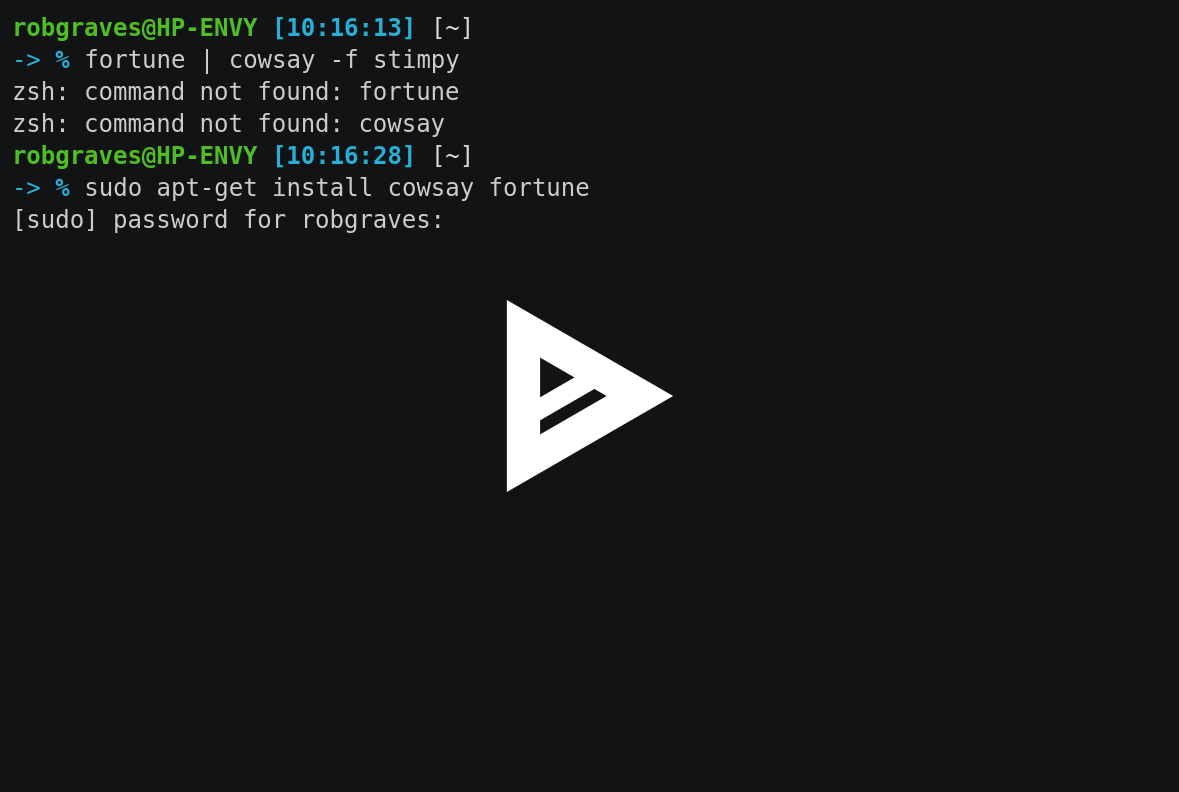 robgraves@HP-ENVY [10:16:13] [~]
-> % fortune | cowsay -f stimpy
zsh: command not found: fortune
zsh: command not found: cowsay
robgraves@HP-ENVY [10:16:28] [~]
-> % sudo apt-get install cowsay fortune
[sudo] password for robgraves: